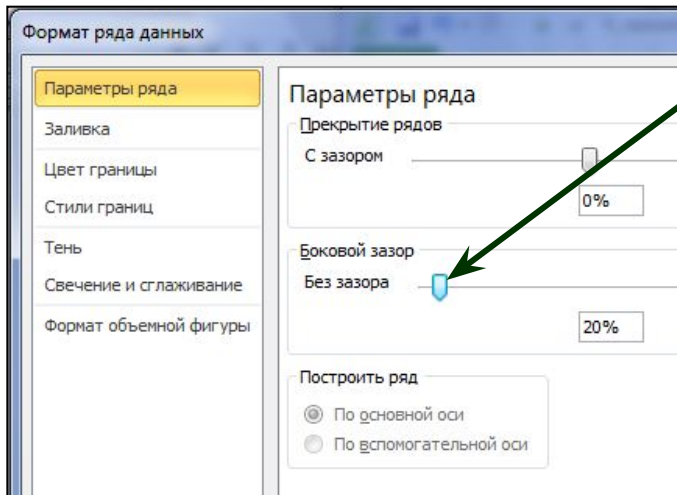 Формат ряда данных
Параметры ряда
Заливка
Цвет границы
Стили границ
Тень
Свечение и сглаживание
Формат объемной фигуры
Параметры ряда
Прекрытие рядов
С зазором
0%
Боковой зазор
Без зазора
20%
Построить ряд
По основной оси
По вспомогательной оси